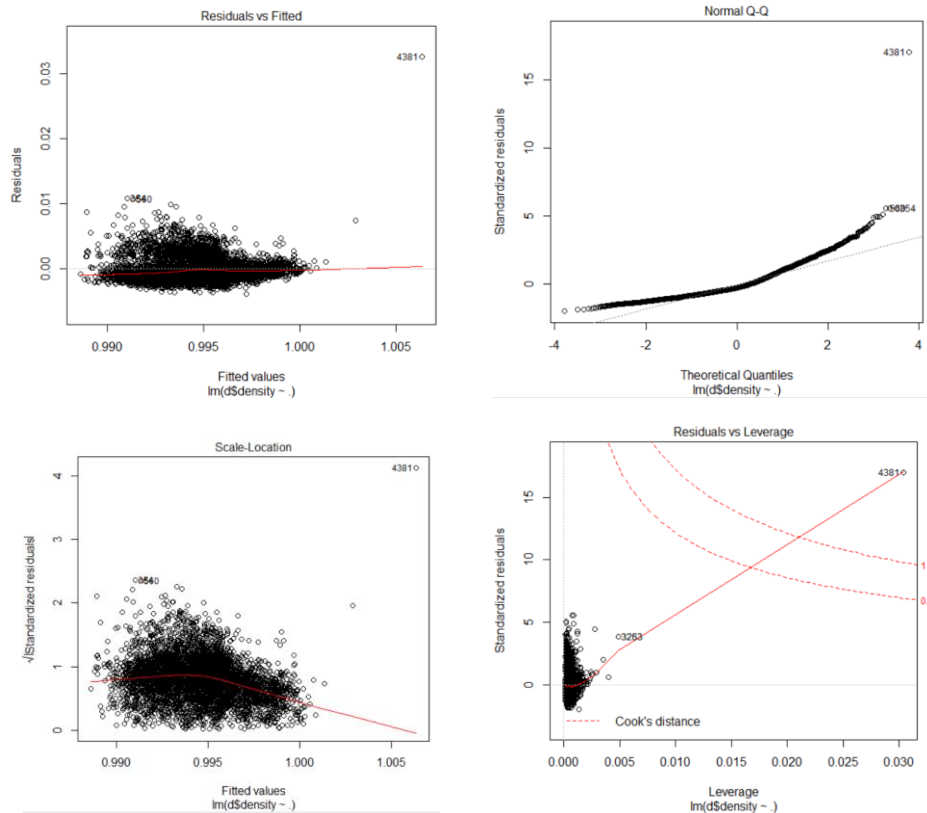 Residuals vs Fitted
Residuals
0.03
0.02
0.01
0.00
4381
0.990
0.995
1.000
1.005
Fitted values
lm(d$density ~ .)
Normal Q-Q
Standardized residuals
15
10
5
0
4381
-4
-2
0
2
4
Theoretical Quantiles
lm(d$density ~ .)
Scale-Location
√|Standardized residuals|
4
3
2
1
0
4381
0.990
0.995
1.000
1.005
Fitted values
lm(d$density ~ .)
Residuals vs Leverage
Standardized residuals
15
10
5
0
4381
3263
1
0.
Cook's distance
0.000
0.005
0.010
0.015
0.020
0.025
0.030
Leverage
lm(d$density ~ .)